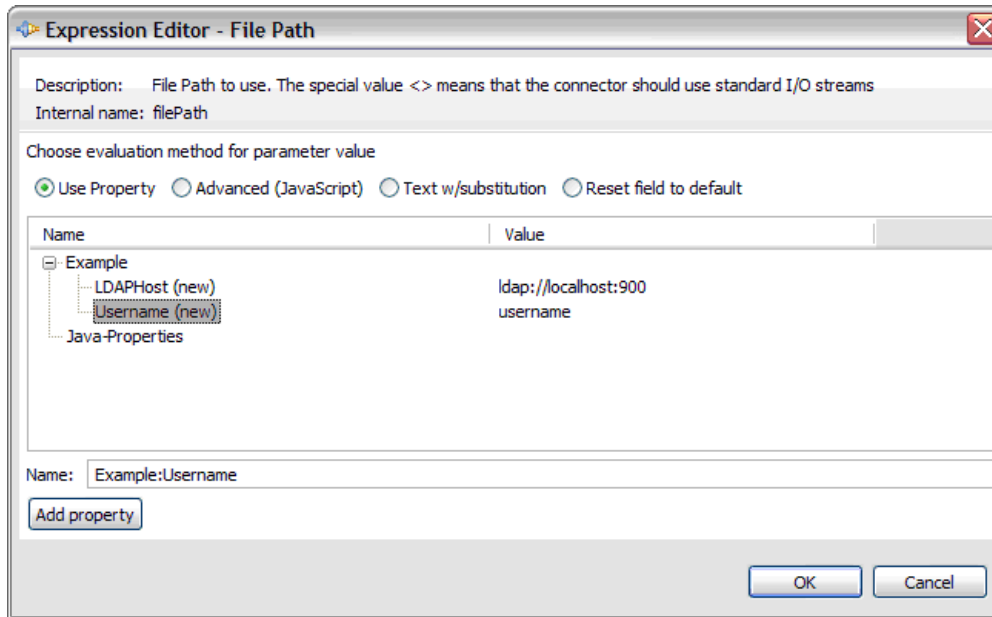 Expression Editor - File Path
Description: File Path to use. The special value <> means that the connector should use standard I/O streams
Internal name: filePath
Choose evaluation method for parameter value
Use Property Advanced (JavaScript) Text w/substitution Reset field to default
Name Value
Example
LDAPHost (new) ldap://localhost:900
Username (new) username
Java-Properties
Name: Example:Username
Add property
OK Cancel